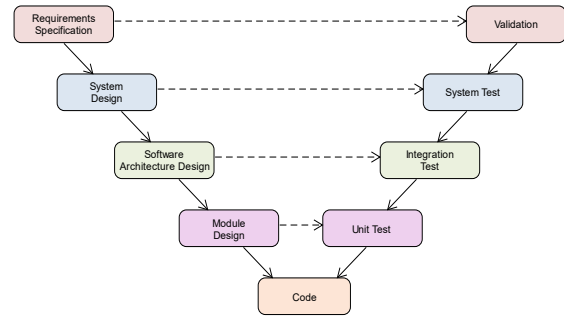 Requirements
Specification
Validation
System
Design
System Test
Software
Architecture Design
Integration
Test
Module
Design
Unit Test
Code